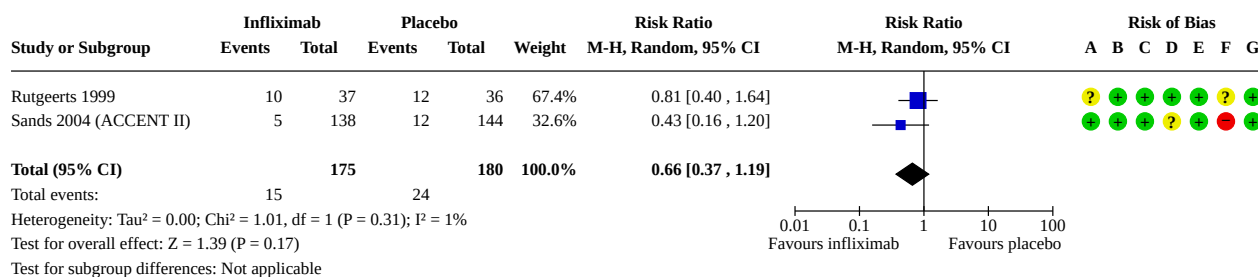 Infliximab Placebo Risk Ratio Risk Ratio Risk of Bias
Study or Subgroup Events Total Events Total Weight M-H, Random, 95% CI M-H, Random, 95% CI A B C D E F G
Rutgeerts 1999 10 37 12 36 67.4% 0.81 [0.40 , 1.64] ? + + + + ? +
Sands 2004 (ACCENT II) 5 138 12 144 32.6% 0.43 [0.16 , 1.20] + + + ? + − +
Total (95% CI) 175 180 100.0% 0.66 [0.37 , 1.19]
Total events: 15 24
Heterogeneity: Tau² = 0.00; Chi² = 1.01, df = 1 (P = 0.31); I² = 1%
0.01 0.1 1 10 100
Test for overall effect: Z = 1.39 (P = 0.17) Favours infliximab Favours placebo
Test for subgroup differences: Not applicable